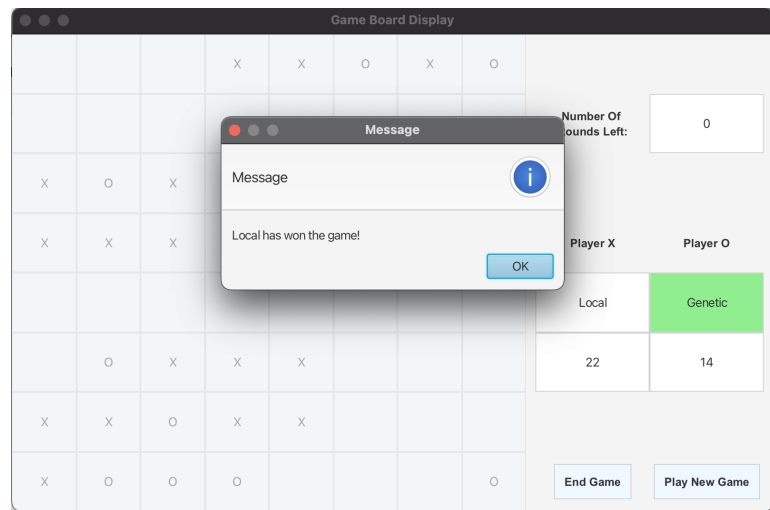 Game Board Display
X X O X O
Number Of
ounds Left:
0
Message
Message
Local has won the game!
OK
X O X
X X X
Player X Player O
Local Genetic
O X X X
22 14
X X O X X
X O O O O
End Game Play New Game